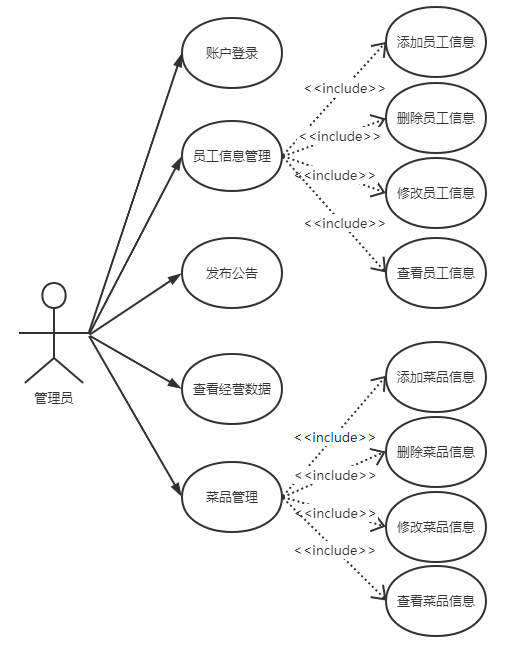 账户登录
添加员工信息
<<include>>
删除员工信息
<<include>>
员工信息管理
<<include>>
修改员工信息
<<include>>
发布公告
查看员工信息
管理员
查看经营数据
添加菜品信息
<<include>>
删除菜品信息
<<include>>
菜品管理
<<include>>
修改菜品信息
<<include>>
查看菜品信息